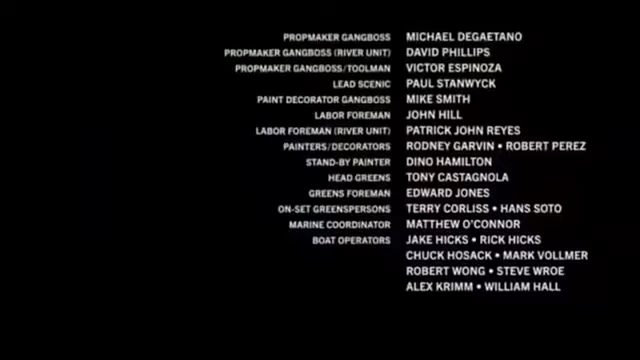 PROPMAKER GANGBOSS MICHAEL DEGAETANO
PROPMAKER GANGBOSS (RIVER UNIT) DAVID PHILLIPS
PROPMAKER GANGBOSS/TOOLMAN VICTOR ESPINOZA
LEAD SCENIC PAUL STANWYCK
PAINT DECORATOR GANGBOSS MIKE SMITH
LABOR FOREMAN JOHN HILL
LABOR FOREMAN (RIVER UNIT) PATRICK JOHN REYES
PAINTERS/DECORATORS RODNEY GARVIN • ROBERT PEREZ
STAND-BY PAINTER DINO HAMILTON
HEAD GREENS TONY CASTAGNOLA
GREENS FOREMAN EDWARD JONES
ON-SET GREENSPERSONS TERRY CORLISS • HANS SOTO
MARINE COORDINATOR MATTHEW O'CONNOR
BOAT OPERATORS JAKE HICKS • RICK HICKS
CHUCK HOSACK • MARK VOLLMER
ROBERT WONG • STEVE WROE
ALEX KRIMM • WILLIAM HALL